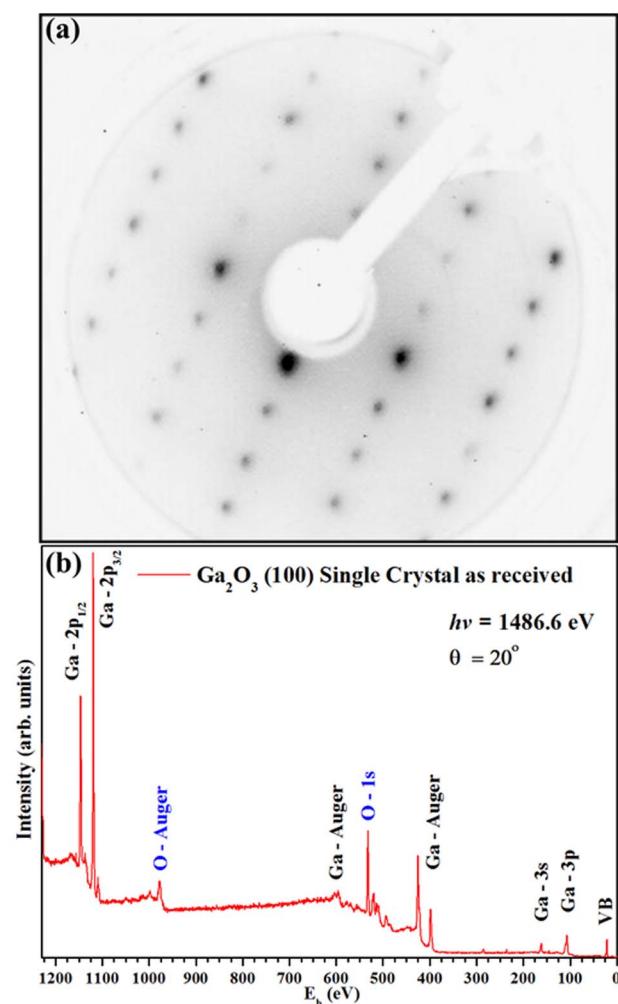 (a)
(b)
Ga₂O₃ (100) Single Crystal as received
hν = 1486.6 eV
θ = 20°
Intensity (arb. units)
Ga - 2p₁/₂
Ga - 2p₃/₂
O - Auger
Ga - Auger
O - 1s
Ga - Auger
Ga - 3s
Ga - 3p
VB
1200 1100 1000 900 800 700 600 500 400 300 200 100 0
E_b (eV)